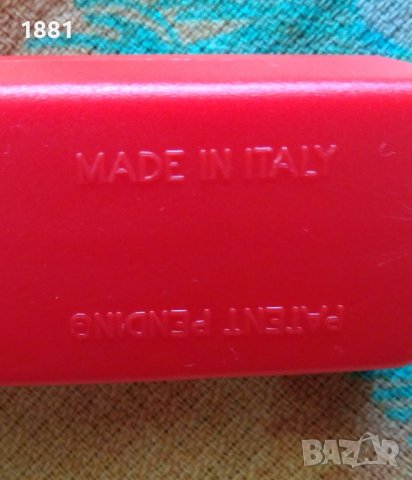 1881
MADE IN ITALY
PATENT PENDING
BAZAR